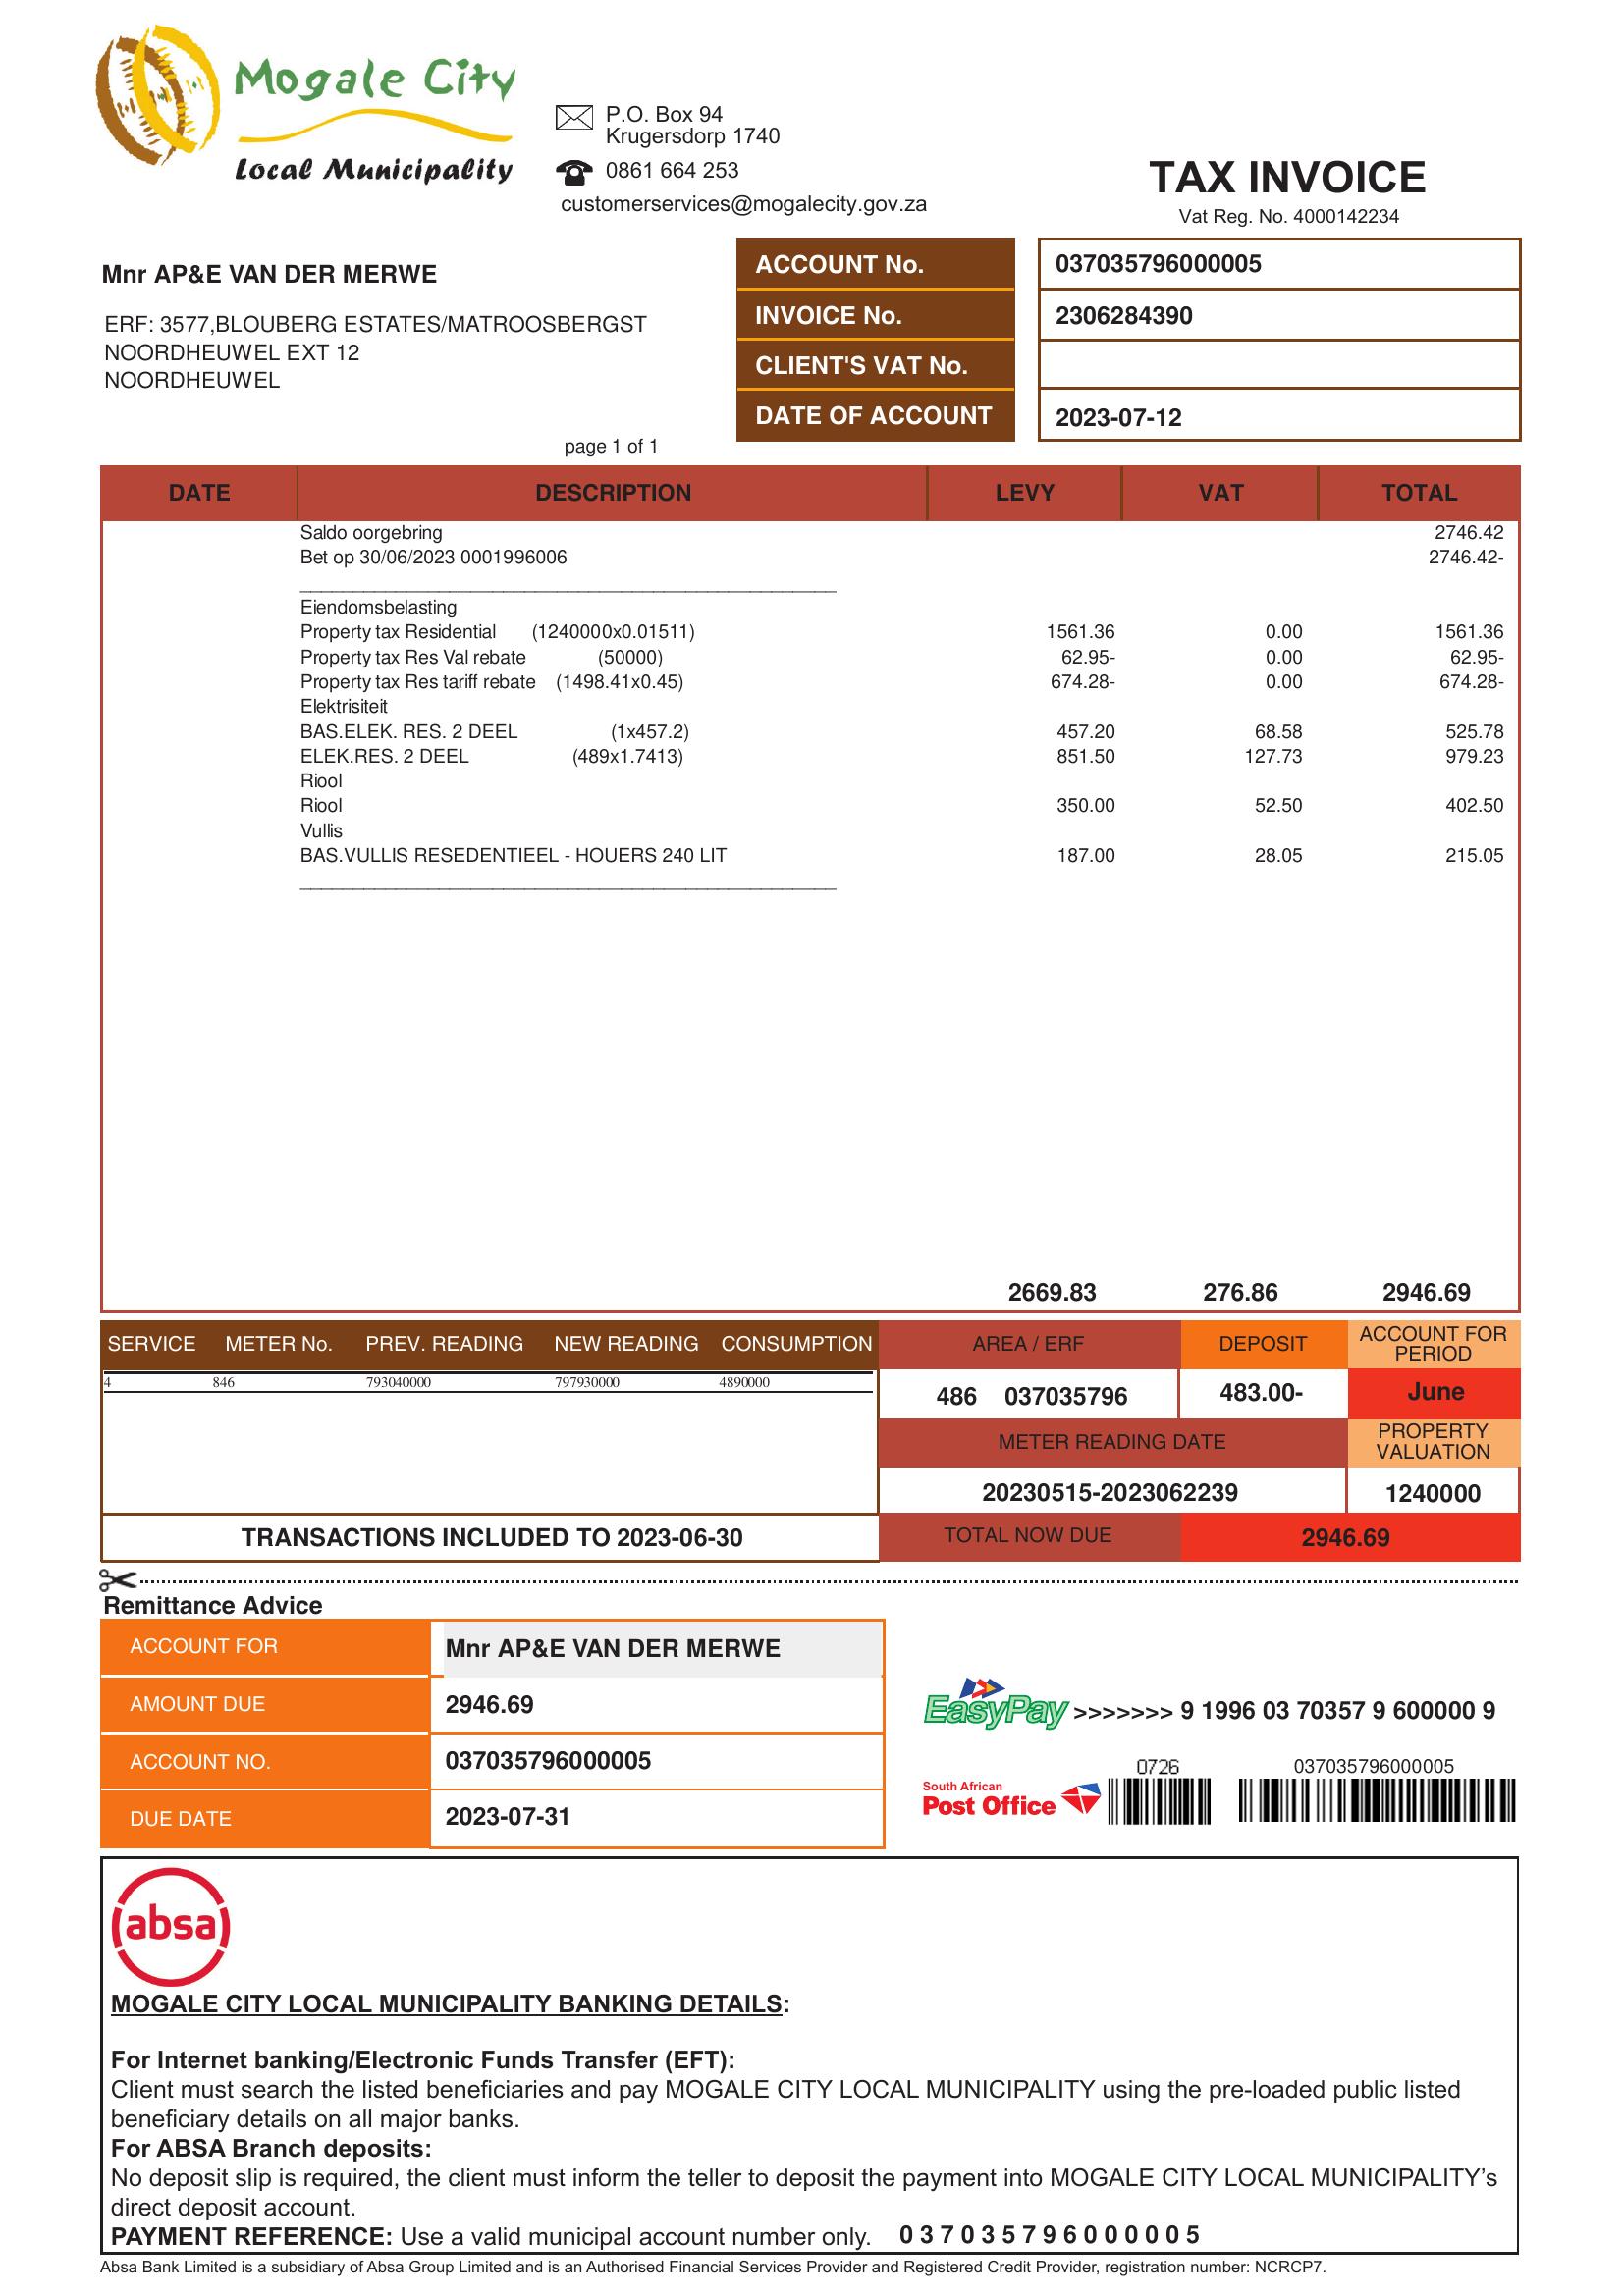 Mogale City
Local Municipality
P.O. Box 94
Krugersdorp 1740
0861 664 253
customerservices@mogalecity.gov.za
TAX INVOICE
Vat Reg. No. 4000142234
Mnr AP&E VAN DER MERWE
ERF: 3577,BLOUBERG ESTATES/MATROOSBERGST
NOORDHEUWEL EXT 12
NOORDHEUWEL
ACCOUNT No. 037035796000005
INVOICE No. 2306284390
CLIENT'S VAT No.
DATE OF ACCOUNT 2023-07-12
page 1 of 1
DATE DESCRIPTION LEVY VAT TOTAL
Saldo oorgebring 2746.42
Bet op 30/06/2023 0001996006 2746.42-
Eiendomsbelasting
Property tax Residential (1240000x0.01511) 1561.36 0.00 1561.36
Property tax Res Val rebate (50000) 62.95- 0.00 62.95-
Property tax Res tariff rebate (1498.41x0.45) 674.28- 0.00 674.28-
Elektrisiteit
BAS.ELEK. RES. 2 DEEL (1x457.2) 457.20 68.58 525.78
ELEK.RES. 2 DEEL (489x1.7413) 851.50 127.73 979.23
Riool
Riool 350.00 52.50 402.50
Vullis
BAS.VULLIS RESEDENTIEEL - HOUERS 240 LIT 187.00 28.05 215.05
2669.83 276.86 2946.69
SERVICE METER No. PREV. READING NEW READING CONSUMPTION
4 846 793040000 797930000 4890000
AREA / ERF DEPOSIT ACCOUNT FOR PERIOD
486 037035796 483.00- June
METER READING DATE PROPERTY VALUATION
20230515-2023062239 1240000
TRANSACTIONS INCLUDED TO 2023-06-30 TOTAL NOW DUE 2946.69
Remittance Advice
ACCOUNT FOR Mnr AP&E VAN DER MERWE
AMOUNT DUE 2946.69
ACCOUNT NO. 037035796000005
DUE DATE 2023-07-31
EasyPay >>>>>>> 9 1996 03 70357 9 600000 9
South African
Post Office
0726 037035796000005
absa
MOGALE CITY LOCAL MUNICIPALITY BANKING DETAILS:
For Internet banking/Electronic Funds Transfer (EFT):
Client must search the listed beneficiaries and pay MOGALE CITY LOCAL MUNICIPALITY using the pre-loaded public listed
beneficiary details on all major banks.
For ABSA Branch deposits:
No deposit slip is required, the client must inform the teller to deposit the payment into MOGALE CITY LOCAL MUNICIPALITY’s
direct deposit account.
PAYMENT REFERENCE: Use a valid municipal account number only. 0 3 7 0 3 5 7 9 6 0 0 0 0 0 5
Absa Bank Limited is a subsidiary of Absa Group Limited and is an Authorised Financial Services Provider and Registered Credit Provider, registration number: NCRCP7.